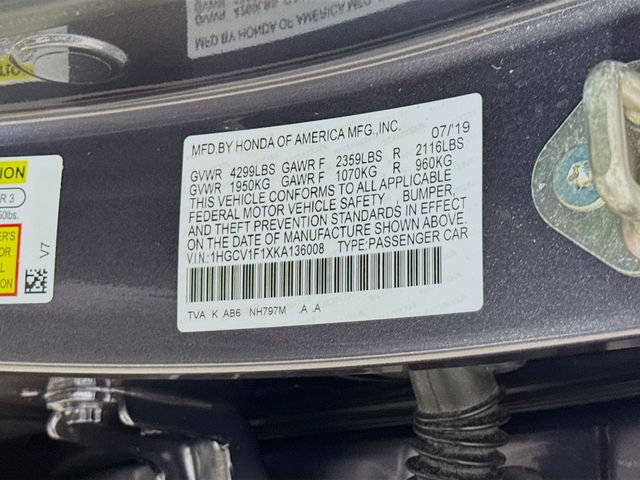 MFD.BY HONDA OF AMERICA MFG.,INC. 07/'19
GVWR 4299LBS GAWR F 2359LBS R 2116LBS
GVWR 1950KG GAWR F 1070KG R 960KG
THIS VEHICLE CONFORMS TO ALL APPLICABLE
FEDERAL MOTOR VEHICLE SAFETY , BUMPER,
AND THEFT PREVENTION STANDARDS IN EFFECT
ON THE DATE OF MANUFACTURE SHOWN ABOVE.
V.I.N.:1HGCV1F1XKA136008 TYPE:PASSENGER CAR
TVA K AB6 NH797M .A .A
V7